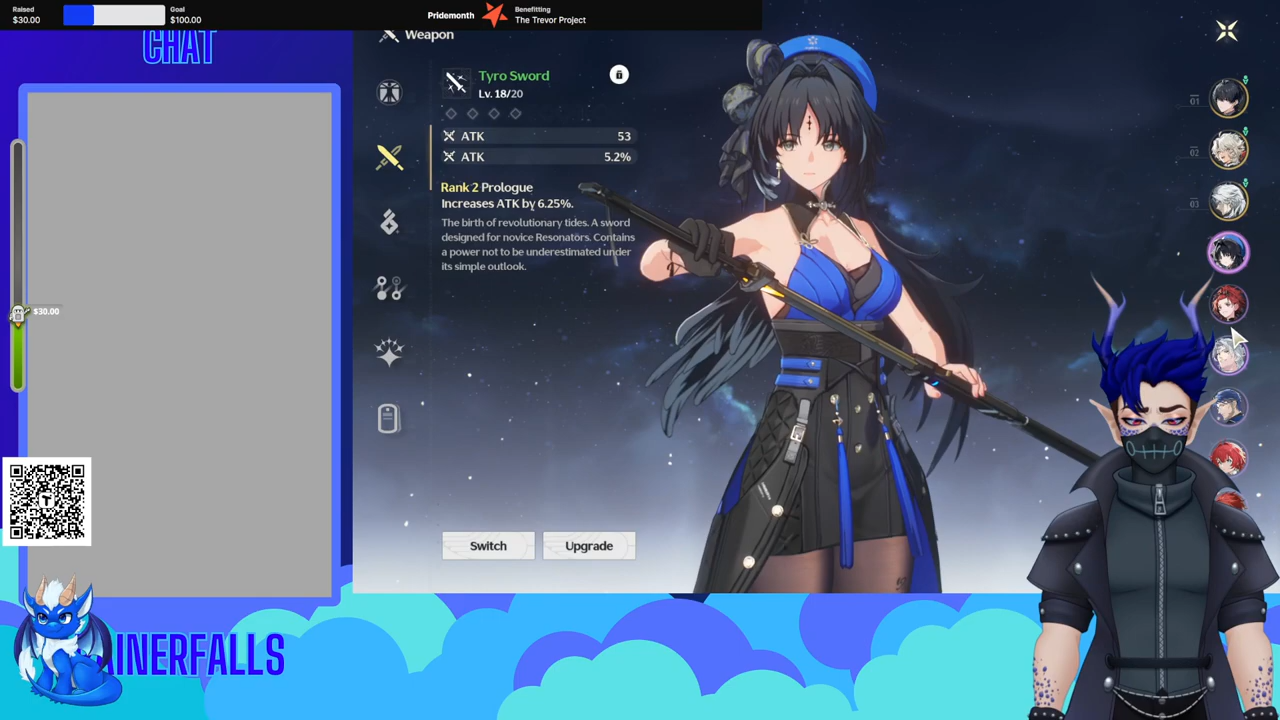 Raised
$30.00
Goal
$100.00
Pridemonth
Benefitting
The Trevor Project
CHAT
$30.00
Weapon
Tyro Sword
Lv. 18/20
ATK 53
ATK 5.2%
Rank 2 Prologue
Increases ATK by 6.25%.
The birth of revolutionary tides. A sword
designed for novice Resonators. Contains
a power not to be underestimated under
its simple outlook.
Switch
Upgrade
01
02
03
INERFALLS